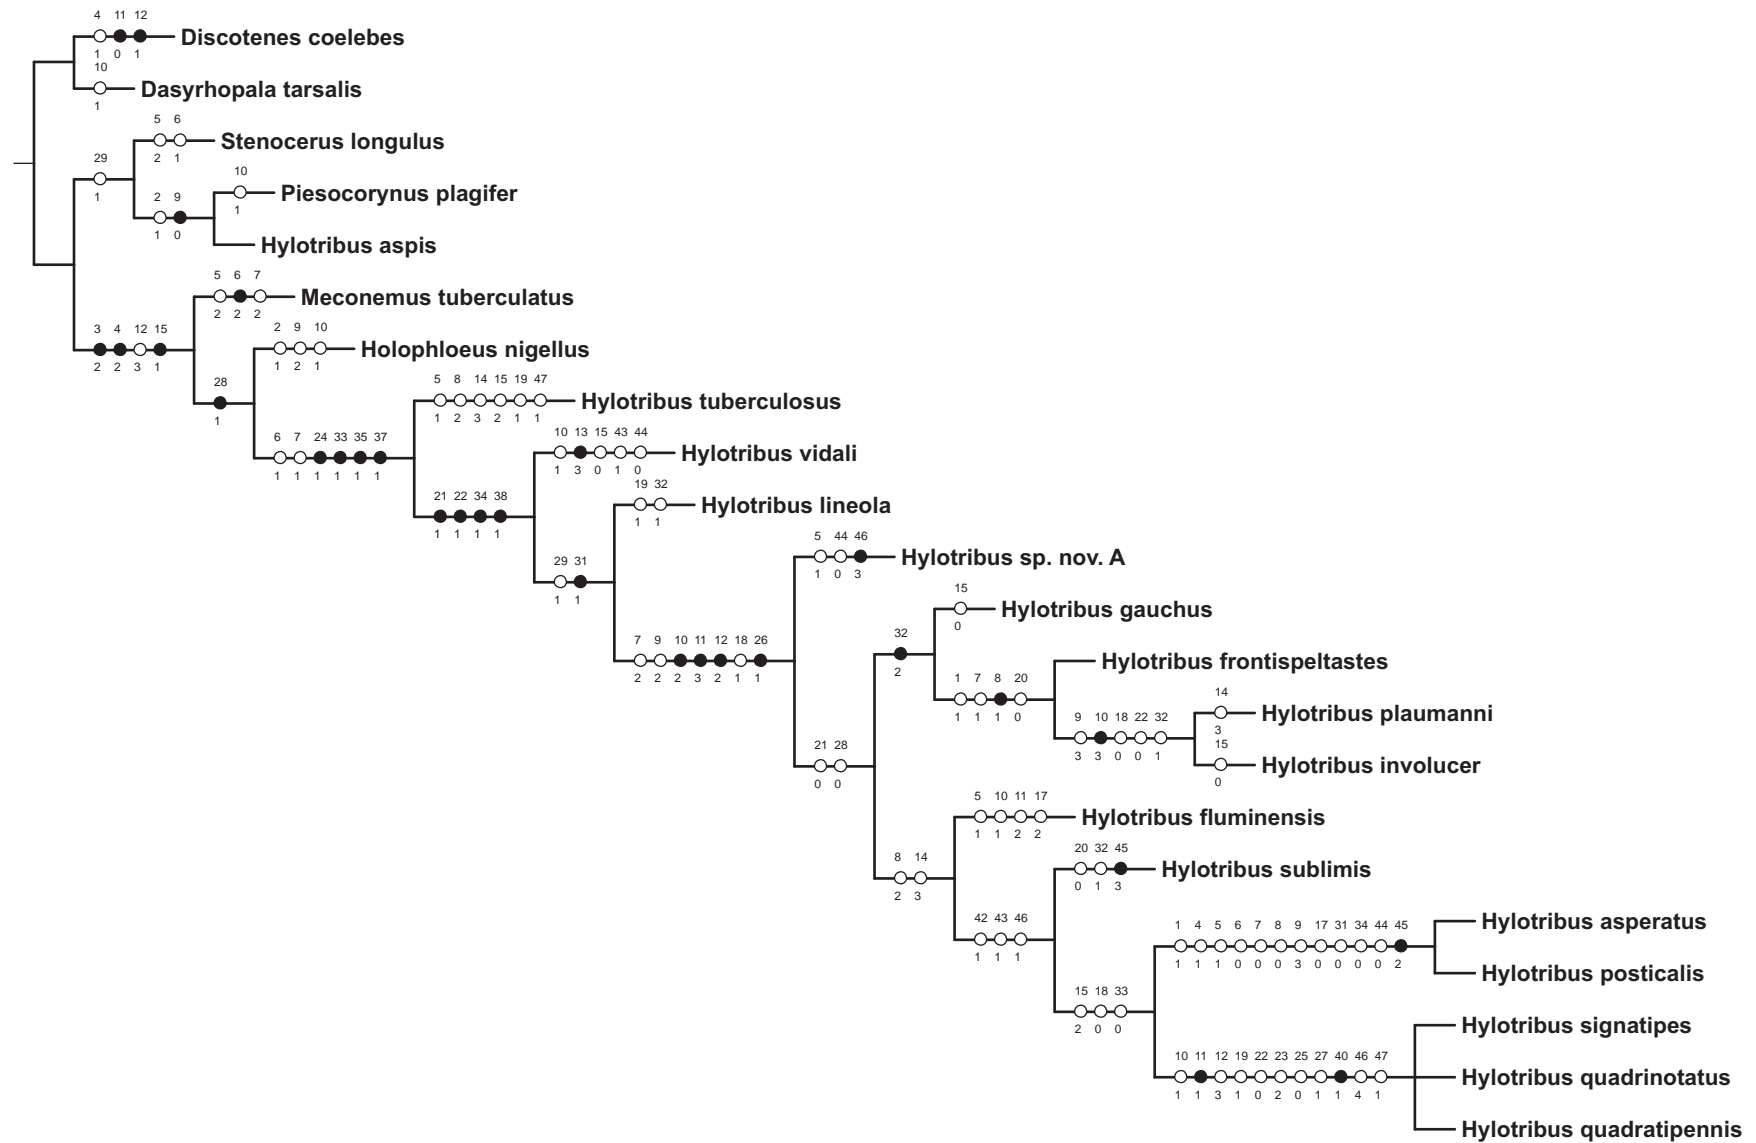 4 11 12
Discotenes coelebes
1 0 1
10
Dasyrhopala tarsalis
1
5 6
Stenocerus longulus
2 1
29
1
10
Piesocorynus plagifer
1
2 9
1 0
Hylotribus aspis
5 6 7
Meconemus tuberculatus
2 2 2
3 4 12 15
2 2 3 1
2 9 10
Holophloeus nigellus
1 2 1
28
1
5 8 14 15 19 47
Hylotribus tuberculosus
1 2 3 2 1 1
6 7 24 33 35 37
1 1 1 1 1 1
10 13 15 43 44
Hylotribus vidali
1 3 0 1 0
21 22 34 38
1 1 1 1
19 32
Hylotribus lineola
1 1
29 31
1 1
5 44 46
Hylotribus sp. nov. A
1 0 3
7 9 10 11 12 18 26
2 2 2 3 2 1 1
15
Hylotribus gauchus
0
32
2
Hylotribus frontispeltastes
1 7 8 20
1 1 1 0
14
Hylotribus plaumanni
3
9 10 18 22 32
3 3 0 0 1
15
Hylotribus involucer
0
21 28
0 0
5 10 11 17
Hylotribus fluminensis
1 1 2 2
8 14
2 3
20 32 45
Hylotribus sublimis
0 1 3
42 43 46
1 1 1
Hylotribus asperatus
1 4 5 6 7 8 9 17 31 34 44 45
1 1 1 0 0 0 3 0 0 0 0 2
Hylotribus posticalis
15 18 33
2 0 0
Hylotribus signatipes
10 11 12 19 22 23 25 27 40 46 47
Hylotribus quadrinotatus
1 1 3 1 0 2 0 1 1 4 1
Hylotribus quadratipennis